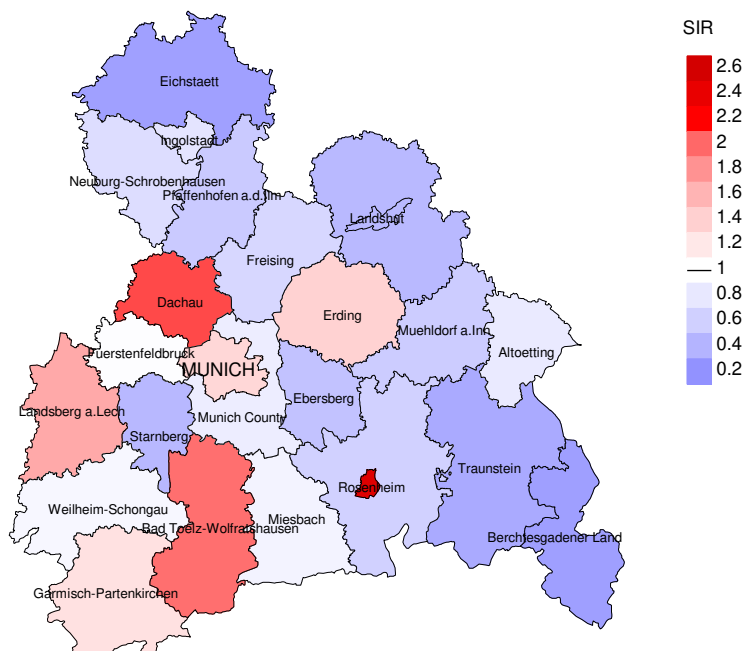 SIR
2.6
2.4
2.2
2
1.8
1.6
1.4
1.2
1
0.8
0.6
0.4
0.2
Eichstaett
Ingolstadt
Neuburg-Schrobenhausen
Pfaffenhofen a.d.Ilm
Landshut
Freising
Dachau
Erding
Muehldorf a.Inn
Altoetting
Fuerstenfeldbruck
MUNICH
Ebersberg
Landsberg a.Lech
Munich County
Starnberg
Traunstein
Rosenheim
Weilheim-Schongau
Miesbach
Bad Toelz-Wolfratshausen
Berchtesgadener Land
Garmisch-Partenkirchen